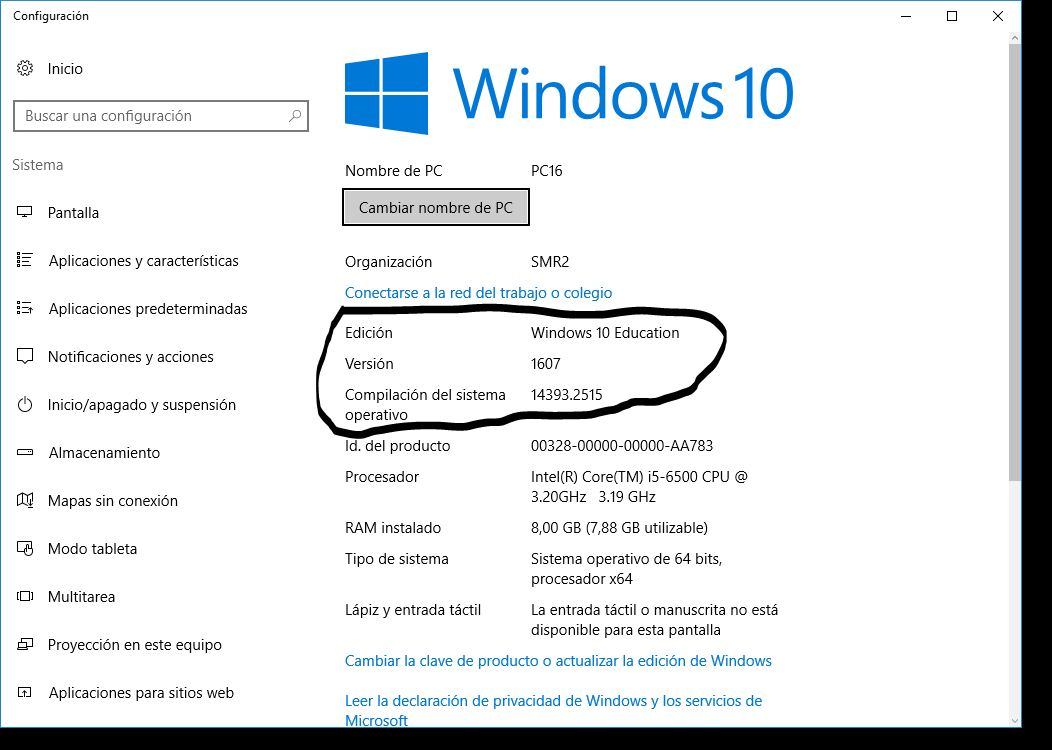 Configuración
Inicio
Buscar una configuración
Sistema
Pantalla
Aplicaciones y características
Aplicaciones predeterminadas
Notificaciones y acciones
Inicio/apagado y suspensión
Almacenamiento
Mapas sin conexión
Modo tableta
Multitarea
Proyección en este equipo
Aplicaciones para sitios web
Windows 10
Nombre de PC PC16
Cambiar nombre de PC
Organización SMR2
Conectarse a la red del trabajo o colegio
Edición Windows 10 Education
Versión 1607
Compilación del sistema 14393.2515
operativo
Id. del producto 00328-00000-00000-AA783
Procesador Intel(R) Core(TM) i5-6500 CPU @
3.20GHz 3.19 GHz
RAM instalado 8,00 GB (7,88 GB utilizable)
Tipo de sistema Sistema operativo de 64 bits,
procesador x64
Lápiz y entrada táctil La entrada táctil o manuscrita no está
disponible para esta pantalla
Cambiar la clave de producto o actualizar la edición de Windows
Leer la declaración de privacidad de Windows y los servicios de
Microsoft